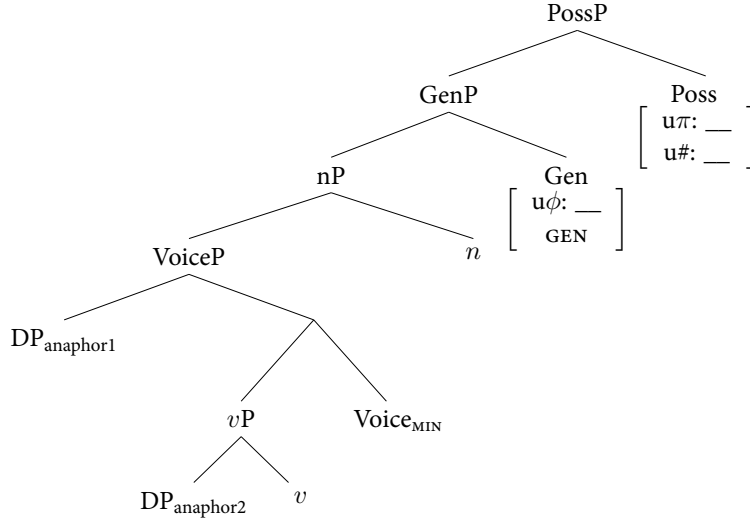 PossP
GenP Poss
[ uπ: __ ]
[ u#: __ ]
nP Gen
[ uϕ: __ ]
[ GEN ]
VoiceP n
DPanaphor1
vP VoiceMIN
DPanaphor2 v